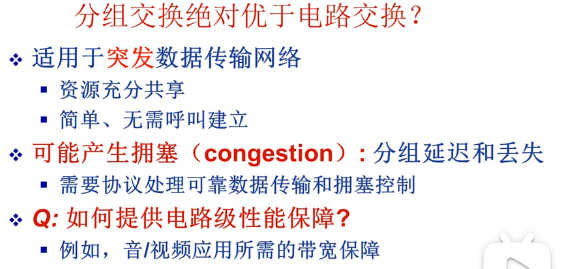 分组交换绝对优于电路交换？
适用于突发数据传输网络
资源充分共享
简单、无需呼叫建立
可能产生拥塞（congestion）: 分组延迟和丢失
需要协议处理可靠数据传输和拥塞控制
Q: 如何提供电路级性能保障?
例如，音/视频应用所需的带宽保障